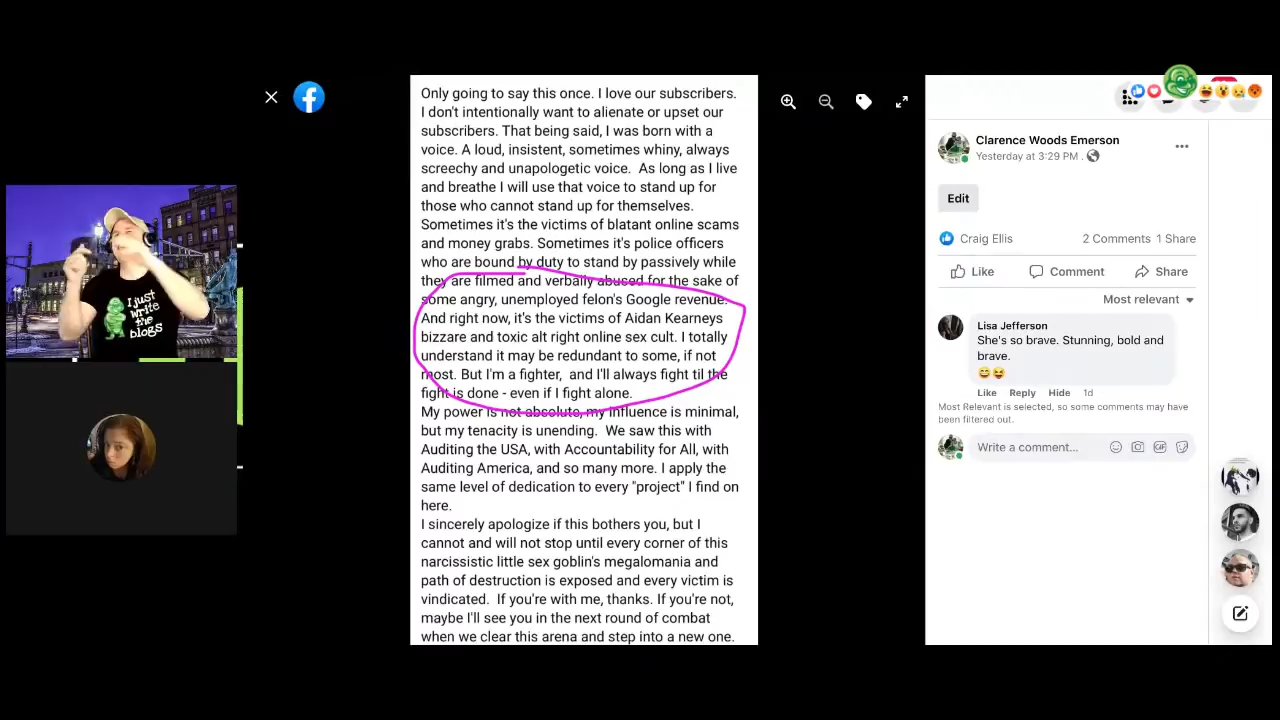 Only going to say this once. I love our subscribers.
I don't intentionally want to alienate or upset our
subscribers. That being said, I was born with a
voice. A loud, insistent, sometimes whiny, always
screechy and unapologetic voice. As long as I live
and breathe I will use that voice to stand up for
those who cannot stand up for themselves.
Sometimes it's the victims of blatant online scams
and money grabs. Sometimes it's police officers
who are bound by duty to stand by passively while
they are filmed and verbally abused for the sake of
some angry, unemployed felon's Google revenue.
And right now, it's the victims of Aidan Kearneys
bizzare and toxic alt right online sex cult. I totally
understand it may be redundant to some, if not
most. But I'm a fighter, and I'll always fight til the
fight is done - even if I fight alone.
My power is not absolute, my influence is minimal,
but my tenacity is unending. We saw this with
Auditing the USA, with Accountability for All, with
Auditing America, and so many more. I apply the
same level of dedication to every "project" I find on
here.
I sincerely apologize if this bothers you, but I
cannot and will not stop until every corner of this
narcissistic little sex goblin's megalomania and
path of destruction is exposed and every victim is
vindicated. If you're with me, thanks. If you're not,
maybe I'll see you in the next round of combat
when we clear this arena and step into a new one.
Clarence Woods Emerson
Yesterday at 3:29 PM .
Edit
Craig Ellis
2 Comments 1 Share
Like
Comment
Share
Most relevant
Lisa Jefferson
She's so brave. Stunning, bold and
brave.
Like Reply Hide 1d
Most Relevant is selected, so some comments may have
been filtered out.
Write a comment...
GIF
I just
write
the
blogs